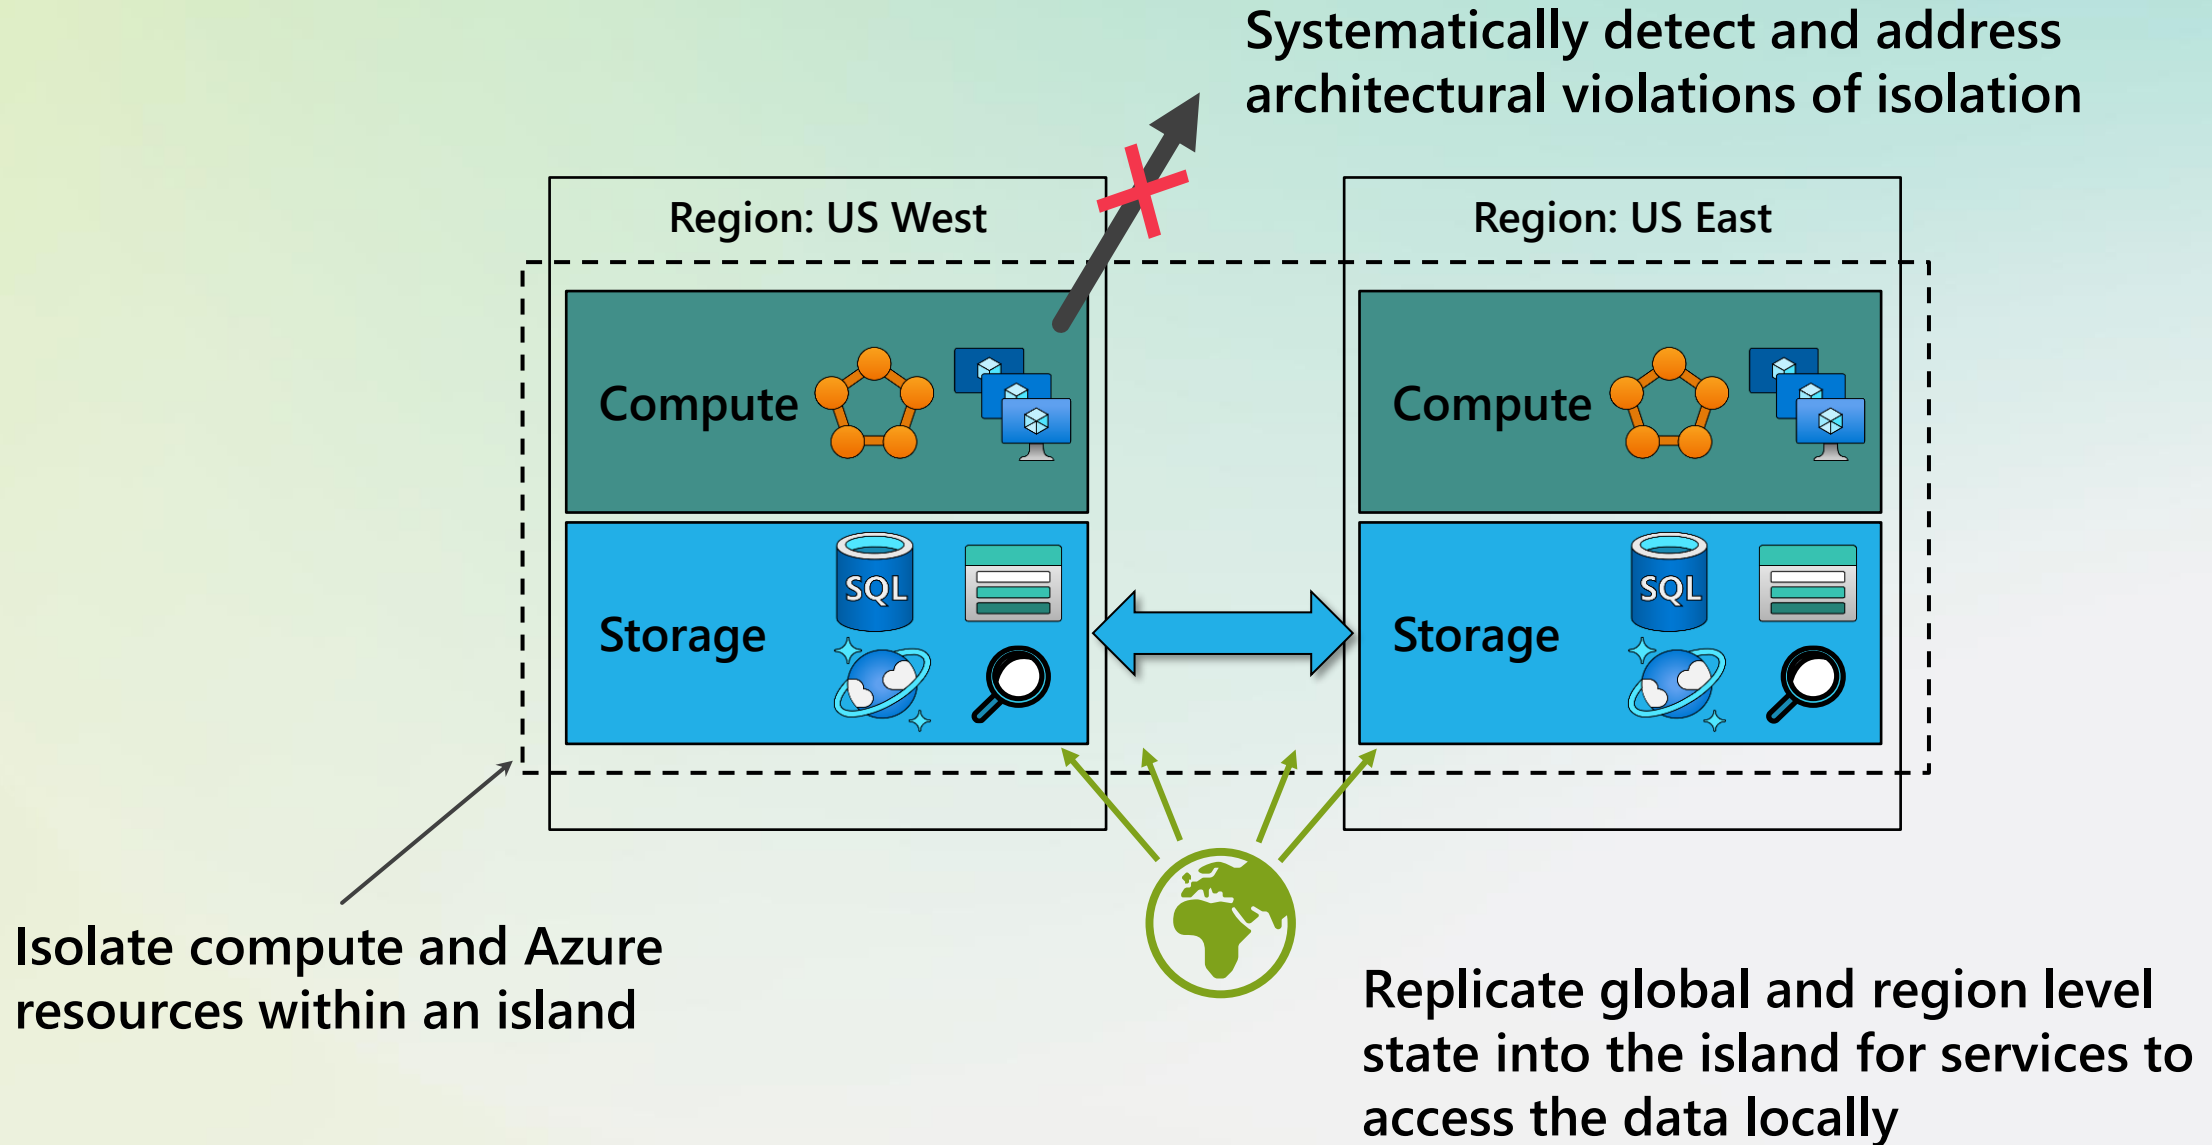 Systematically detect and address
architectural violations of isolation
Region: US West
Region: US East
Compute
Compute
SQL
Storage
SQL
Storage
Isolate compute and Azure
resources within an island
Replicate global and region level
state into the island for services to
access the data locally